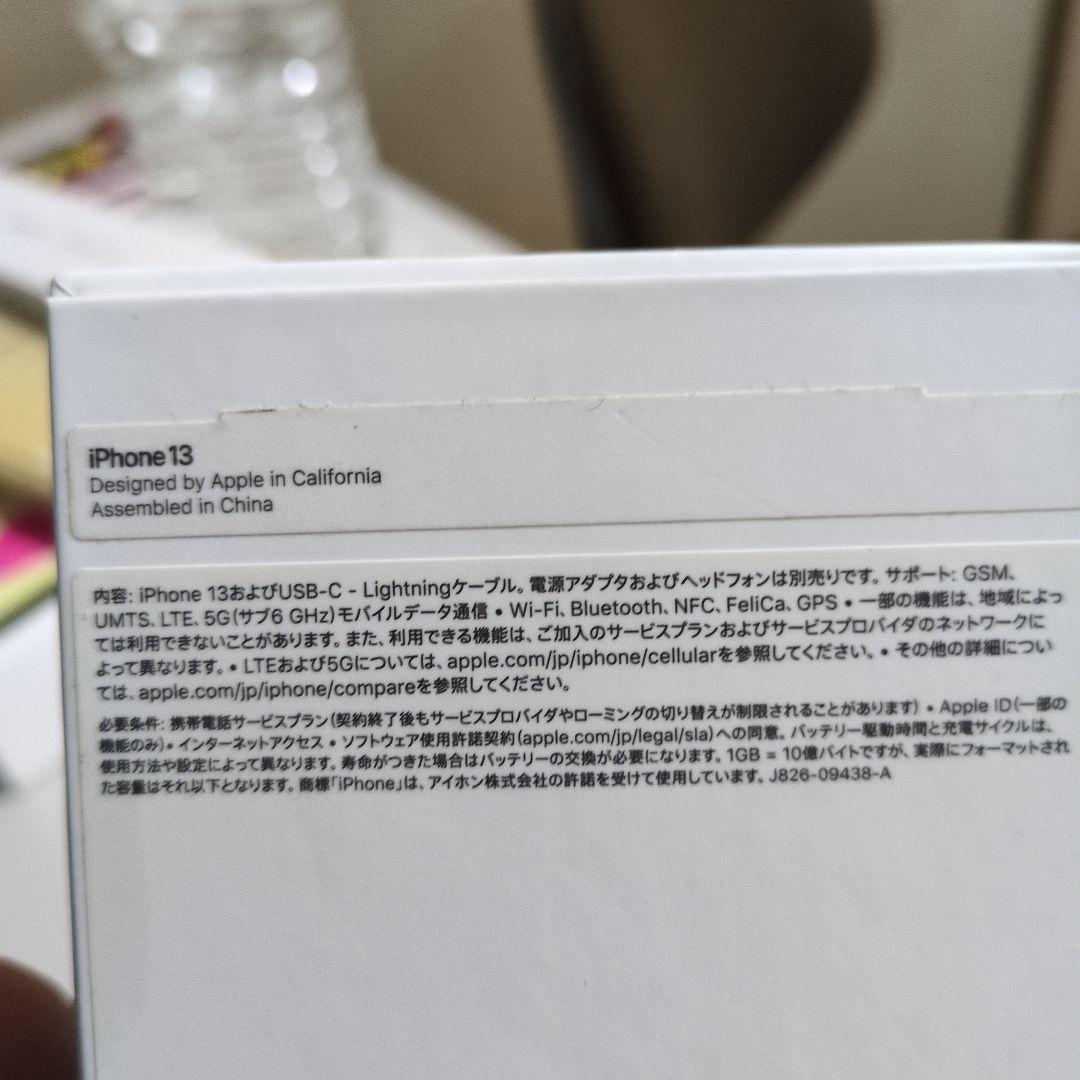 iPhone 13
Designed by Apple in California
Assembled in China
内容: iPhone 13およびUSB-C - Lightningケーブル。電源アダプタおよびヘッドフォンは別売りです。サポート: GSM、
UMTS、LTE、5G(サブ6 GHz)モバイルデータ通信 • Wi-Fi、Bluetooth、NFC、FeliCa、GPS • 一部の機能は、地域によっ
ては利用できないことがあります。また、利用できる機能は、ご加入のサービスプランおよびサービスプロバイダのネットワークに
よって異なります。• LTEおよび5Gについては、apple.com/jp/iphone/cellularを参照してください。• その他の詳細につい
ては、apple.com/jp/iphone/compareを参照してください。
必要条件: 携帯電話サービスプラン(契約終了後もサービスプロバイダやローミングの切り替えが制限されることがあります) • Apple ID(一部の
機能のみ) • インターネットアクセス • ソフトウェア使用許諾契約(apple.com/jp/legal/sla)への同意。バッテリー駆動時間と充電サイクルは、
使用方法や設定によって異なります。寿命がつきた場合はバッテリーの交換が必要になります。1GB = 10億バイトですが、実際にフォーマットされ
た容量はそれ以下となります。商標「iPhone」は、アイホン株式会社の許諾を受けて使用しています。J826-09438-A